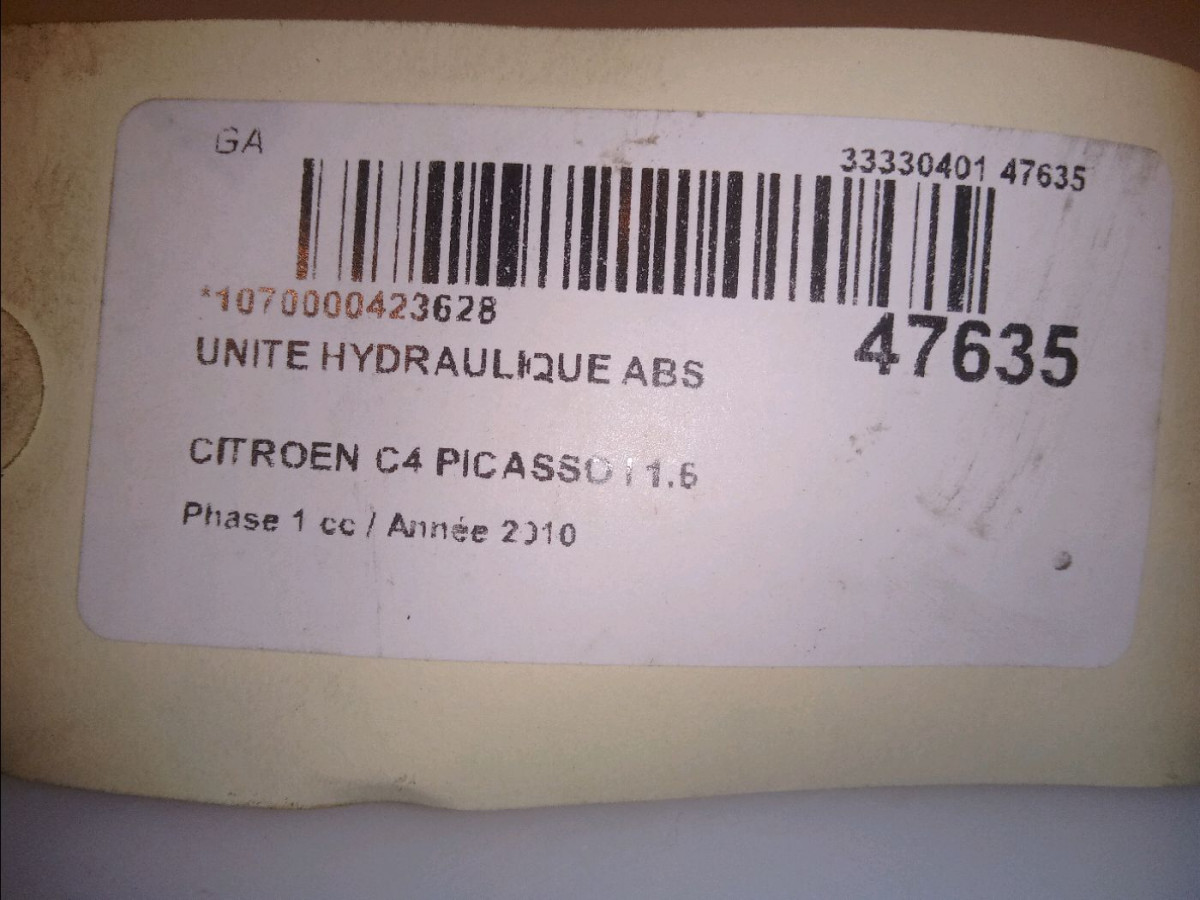 GA
33330401 47635
*1070000423628
47635
UNITE HYDRAULIQUE ABS
CITROEN C4 PICASSO I 1.6
Phase 1 cc / Année 2010